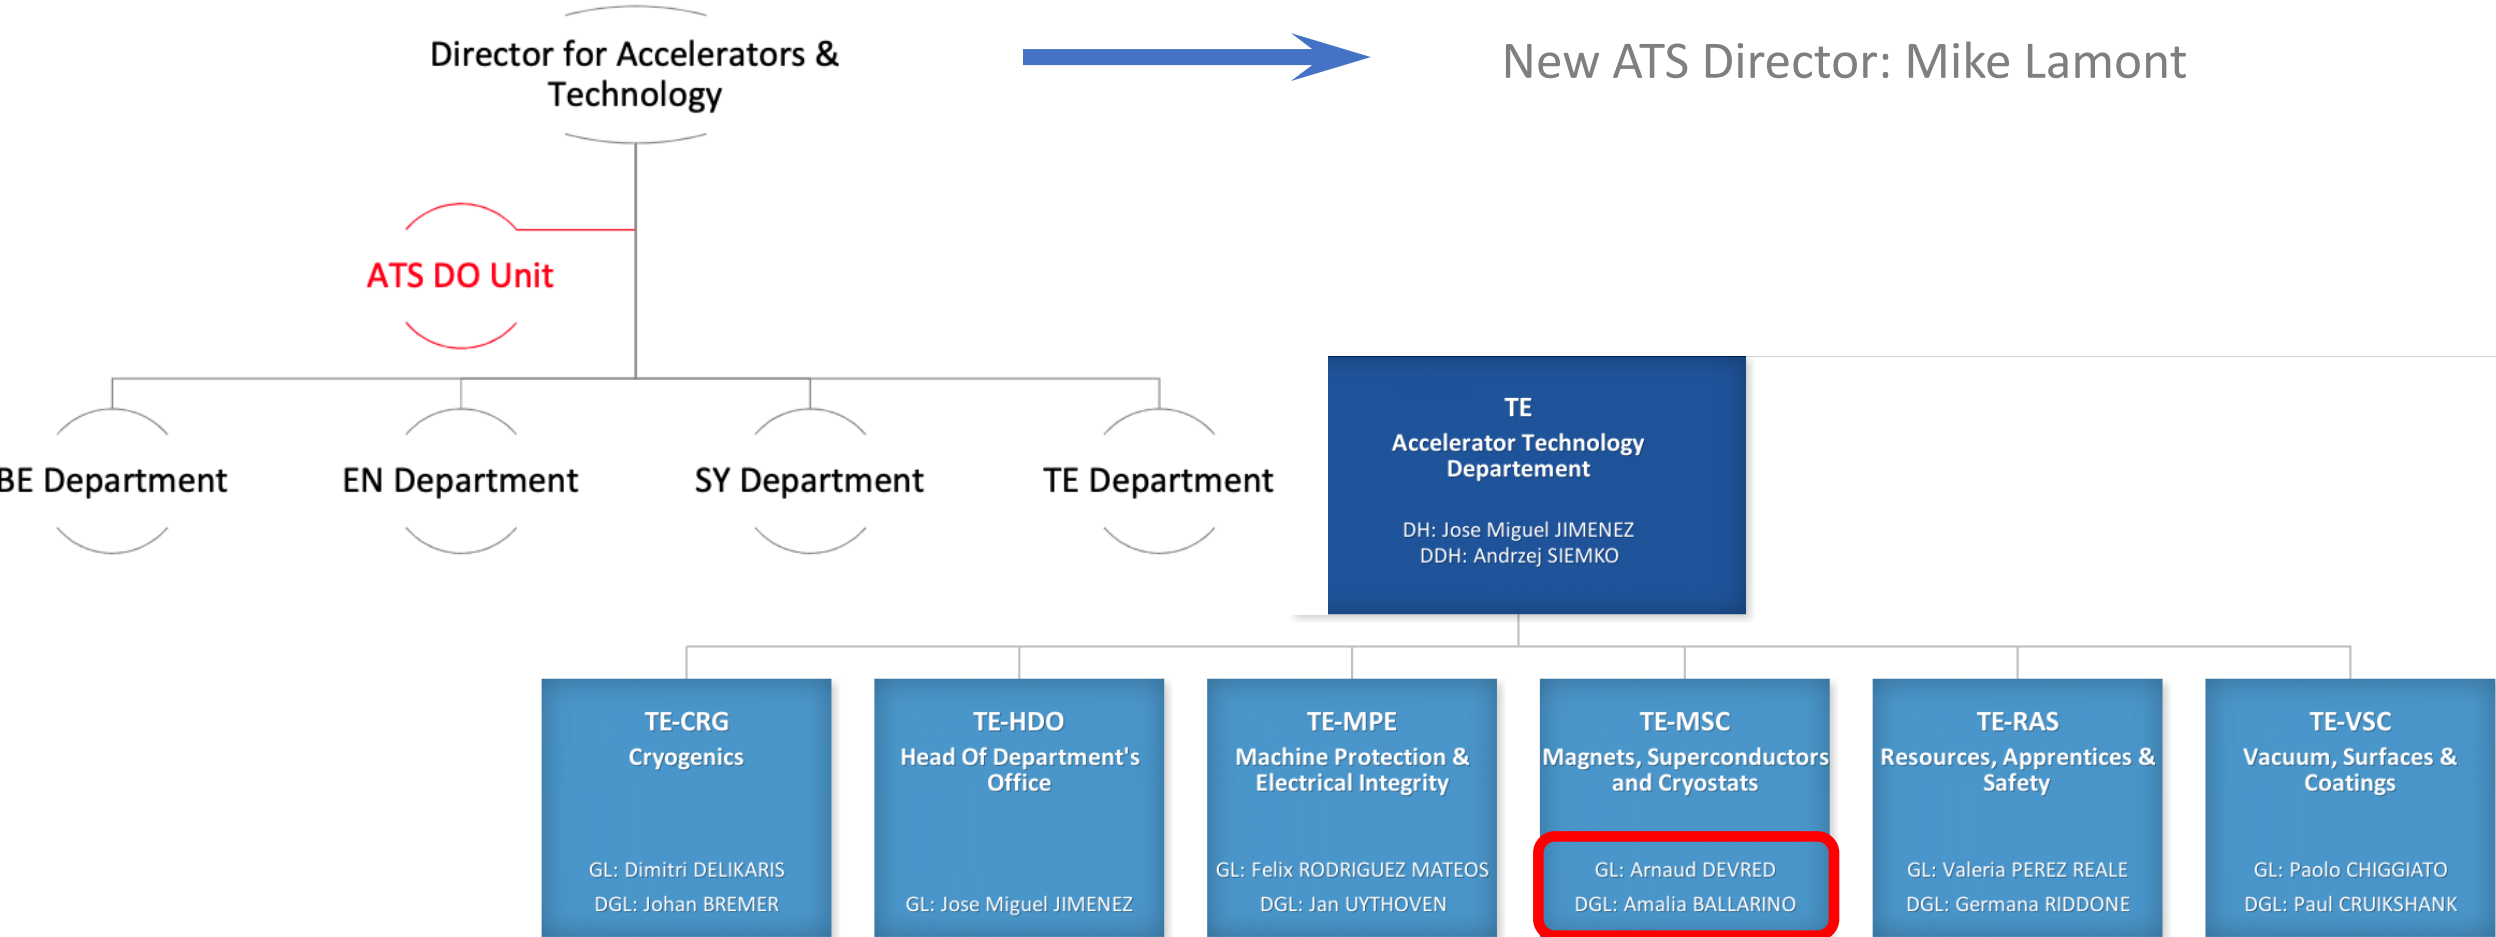 Director for Accelerators &
Technology
New ATS Director: Mike Lamont
ATS DO Unit
BE Department
EN Department
SY Department
TE Department
TE
Accelerator Technology
Departement
DH: Jose Miguel JIMENEZ
DDH: Andrzej SIEMKO
TE-CRG
Cryogenics
GL: Dimitri DELIKARIS
DGL: Johan BREMER
TE-HDO
Head Of Department's
Office
GL: Jose Miguel JIMENEZ
TE-MPE
Machine Protection &
Electrical Integrity
GL: Felix RODRIGUEZ MATEOS
DGL: Jan UYTHOVEN
TE-MSC
Magnets, Superconductors
and Cryostats
GL: Arnaud DEVRED
DGL: Amalia BALLARINO
TE-RAS
Resources, Apprentices &
Safety
GL: Valeria PEREZ REALE
DGL: Germana RIDDONE
TE-VSC
Vacuum, Surfaces &
Coatings
GL: Paolo CHIGGIATO
DGL: Paul CRUIKSHANK